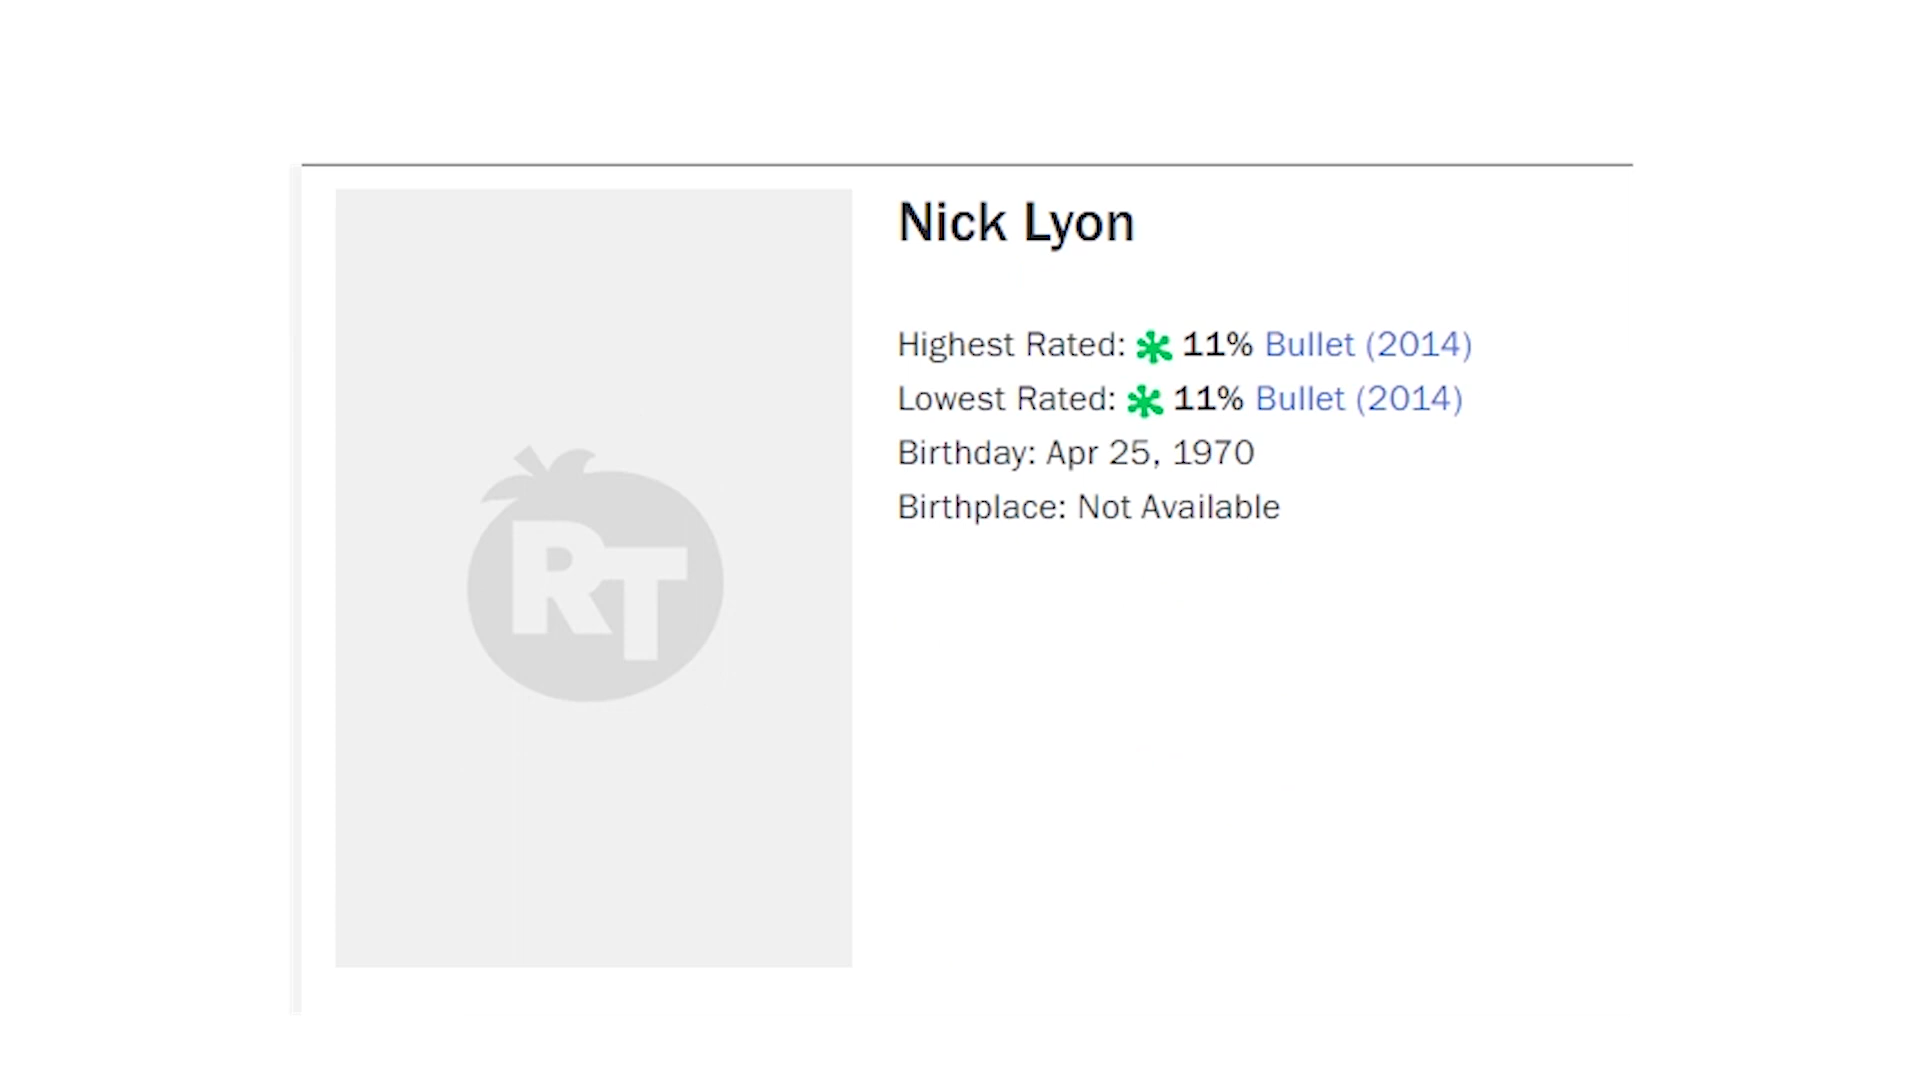 Nick Lyon
Highest Rated: 11% Bullet (2014)
Lowest Rated: 11% Bullet (2014)
Birthday: Apr 25, 1970
Birthplace: Not Available
RT